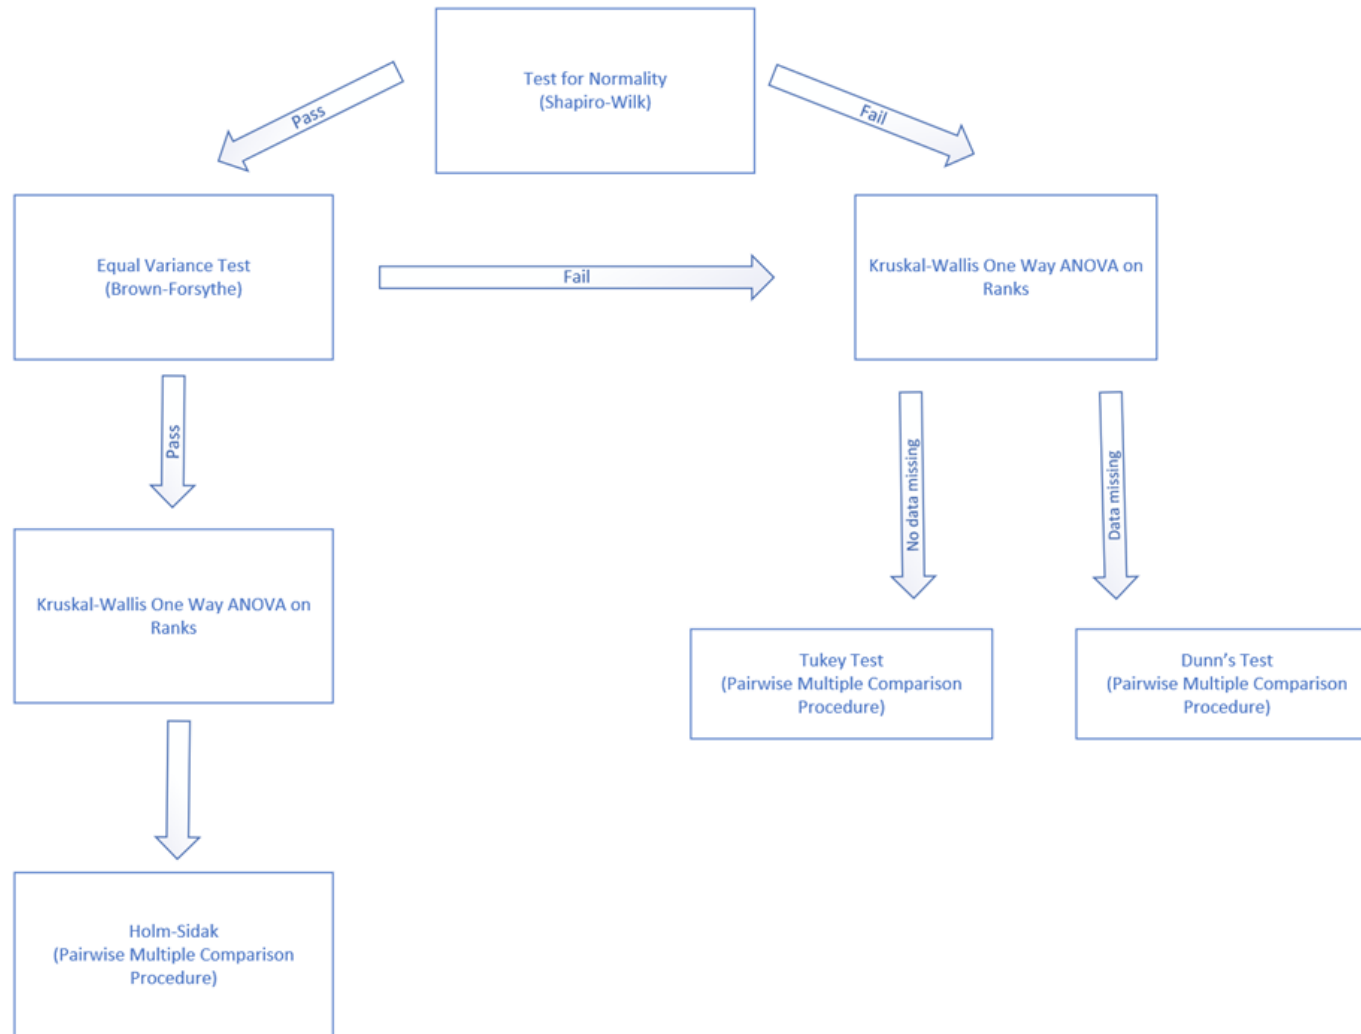 Test for Normality
(Shapiro-Wilk)
Pass
Fail
Equal Variance Test
(Brown-Forsythe)
Fail
Kruskal-Wallis One Way ANOVA on
Ranks
Pass
No data missing
Data missing
Kruskal-Wallis One Way ANOVA on
Ranks
Tukey Test
(Pairwise Multiple Comparison
Procedure)
Dunn's Test
(Pairwise Multiple Comparison
Procedure)
Holm-Sidak
(Pairwise Multiple Comparison
Procedure)